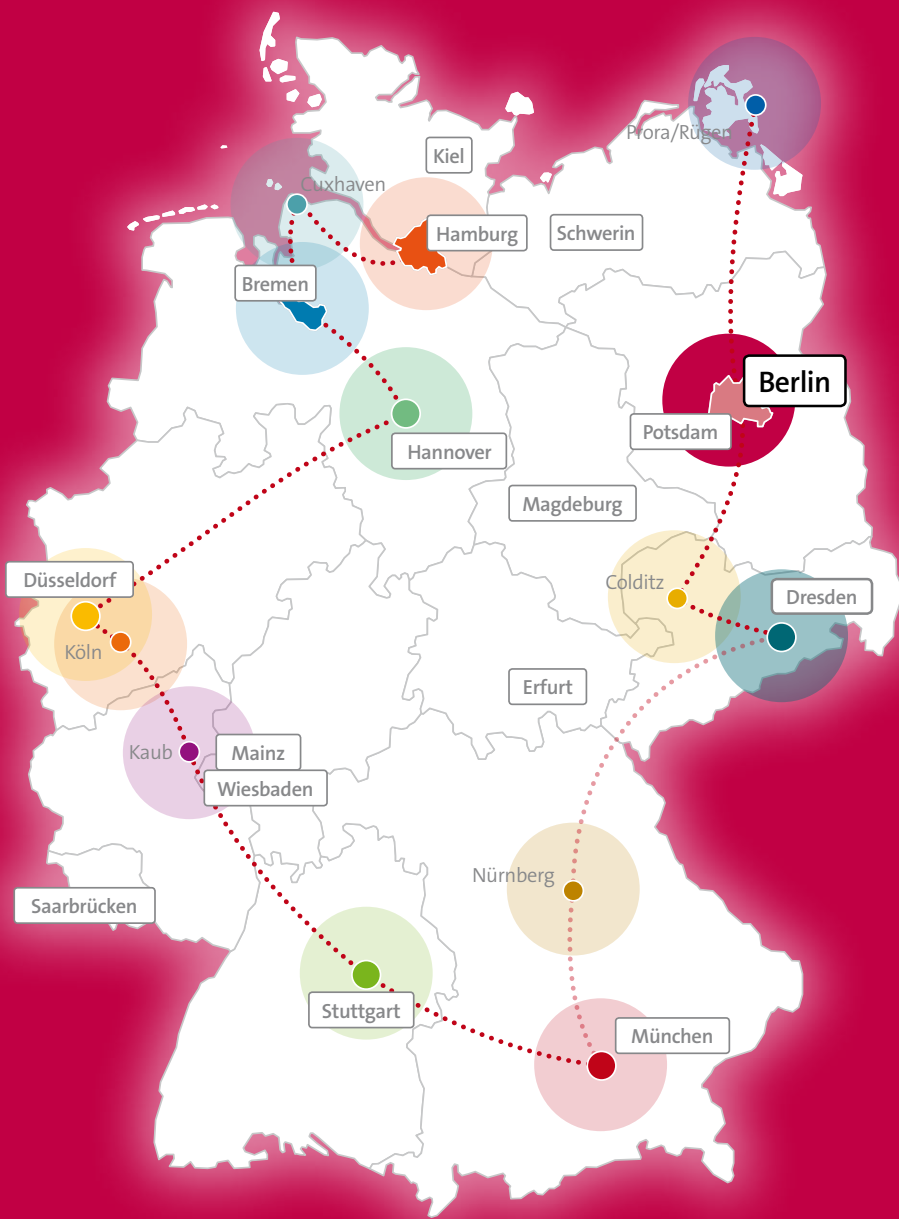 Prora/Rügen
Kiel
Cuxhaven
Hamburg
Schwerin
Bremen
Berlin
Potsdam
Hannover
Magdeburg
Düsseldorf
Colditz
Dresden
Köln
Erfurt
Kaub
Mainz
Wiesbaden
Nürnberg
Saarbrücken
Stuttgart
München